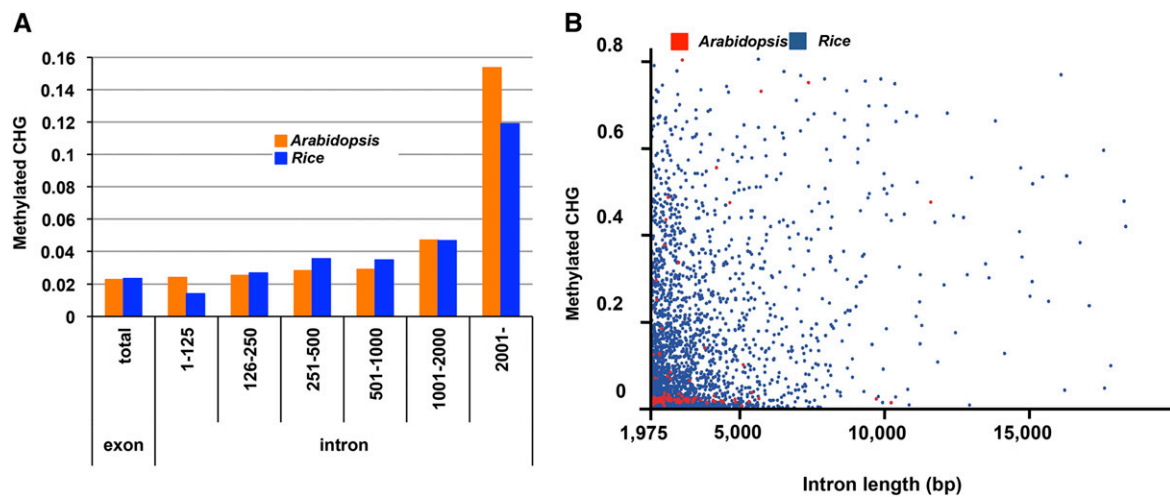 A
Methylated CHG
0.16
0.14
0.12
0.1
0.08
0.06
0.04
0.02
0
Arabidopsis
Rice
total
1-125
126-250
251-500
501-1000
1001-2000
2001-
exon intron
B
Arabidopsis Rice
Methylated CHG
0.8
0.6
0.4
0.2
0
1,975 5,000 10,000 15,000
Intron length (bp)